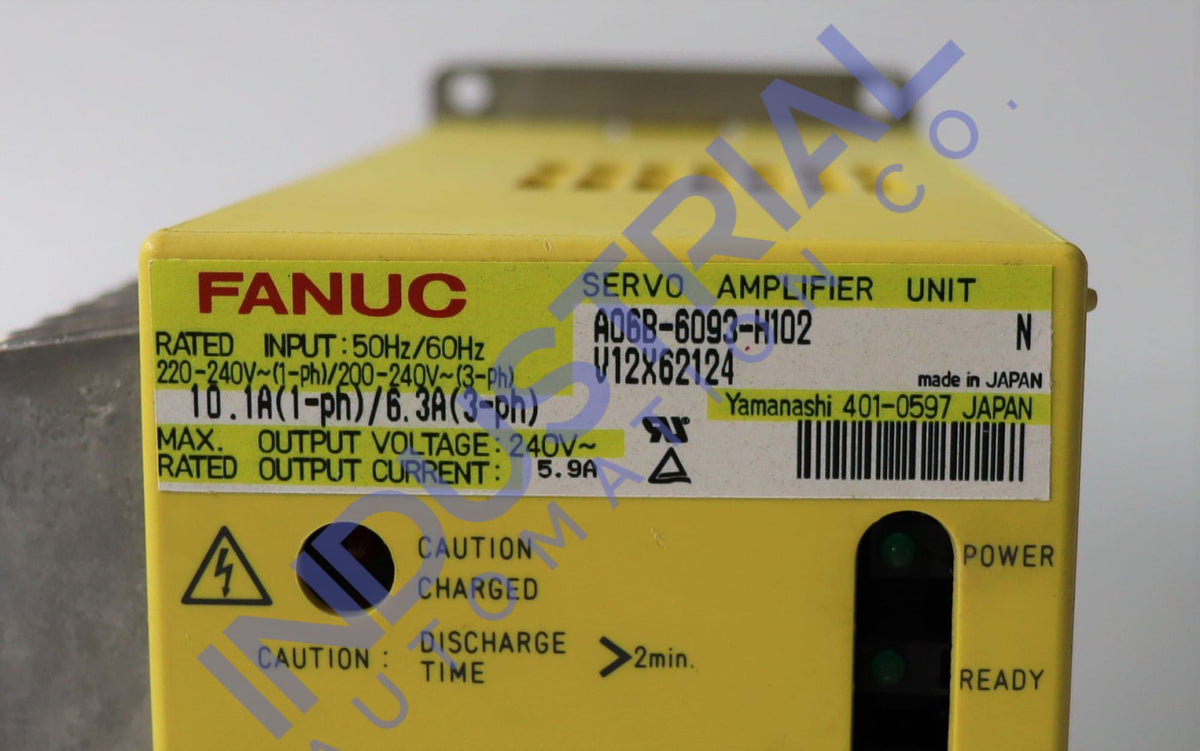 FANUC
SERVO AMPLIFIER UNIT
A06B-6093-H102 N
V12X62124
made in JAPAN
Yamanashi 401-0597 JAPAN
RATED INPUT:50Hz/60Hz
220-240V~(1-ph)/200-240V~(3-ph)
10.1A(1-ph)/6.3A(3-ph)
MAX. OUTPUT VOLTAGE:240V~
RATED OUTPUT CURRENT: 5.9A
CAUTION
CHARGED
CAUTION: DISCHARGE
TIME >2min.
POWER
READY
INDUSTRIAL
AUTOMATION CO.